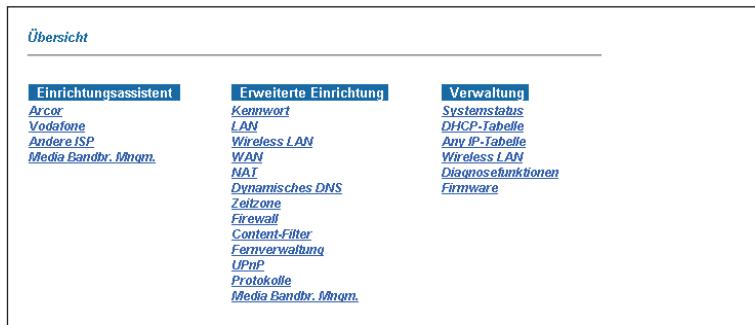 Übersicht
Einrichtungsassistent
Arcor
Vodafone
Andere ISP
Media Bandbr. Mnqm.
Erweiterte Einrichtung
Kennwort
LAN
Wireless LAN
WAN
NAT
Dynamisches DNS
Zeitzone
Firewall
Content-Filter
Fernverwaltung
UPnP
Protokolle
Media Bandbr. Mnqm.
Verwaltung
Systemstatus
DHCP-Tabelle
Any IP-Tabelle
Wireless LAN
Diagnosefunktionen
Firmware